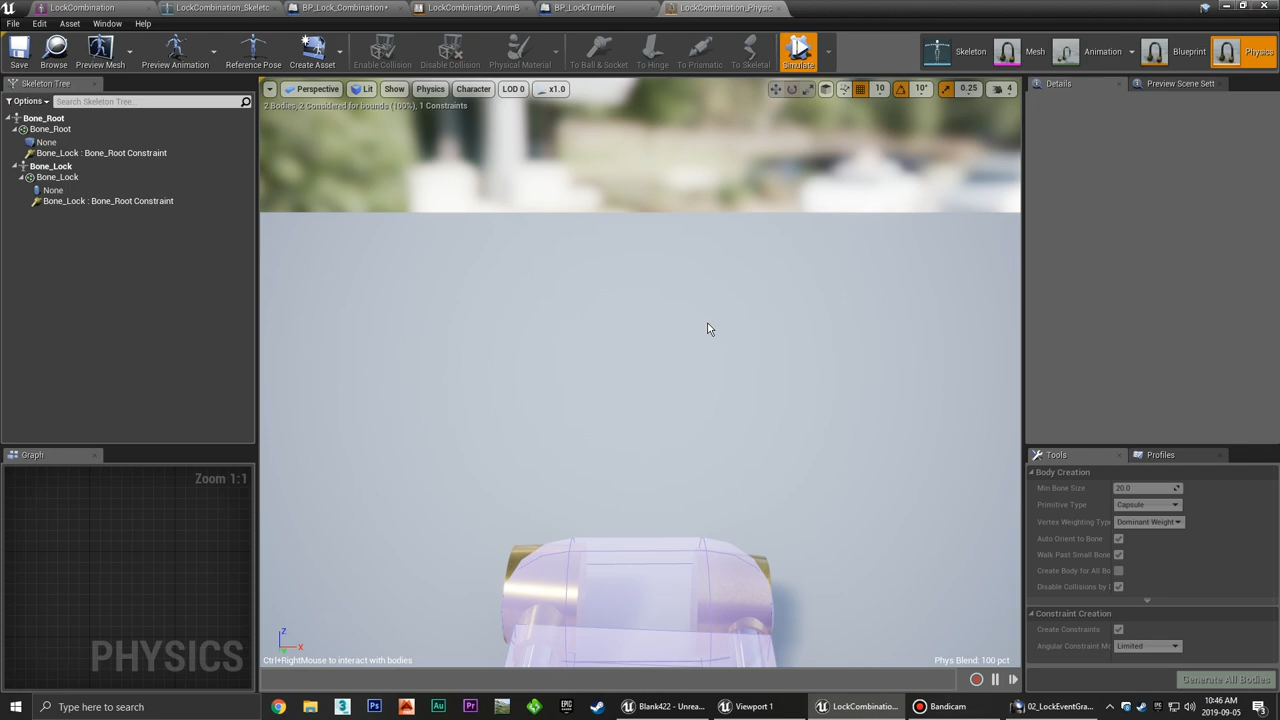 LockCombination
LockCombination_Skeletc
BP_Lock_Combination*
LockCombination_AnimB
BP_LockTumbler
LockCombination_Physic
File Edit Asset Window Help
Save
Browse
Preview Mesh
Preview Animation
Reference Pose
Create Asset
Enable Collision
Disable Collision
Physical Material
To Ball & Socket
To Hinge
To Prismatic
To Skeletal
Simulate
Skeleton
Mesh
Animation
Blueprint
Physics
Skeleton Tree
Options
Search Skeleton Tree...
Bone_Root
Bone_Root
None
Bone_Lock : Bone_Root Constraint
Bone_Lock
Bone_Lock
None
Bone_Lock : Bone_Root Constraint
Perspective
Lit
Show
Physics
Character
LOD 0
x1.0
10
10°
0.25
4
2 Bodies, 2 Considered for bounds (100%), 1 Constraints
Z
X
Ctrl+RightMouse to interact with bodies
Phys Blend: 100 pct
Graph
Zoom 1:1
PHYSICS
Details
Preview Scene Sett
Tools
Profiles
Body Creation
Min Bone Size 20.0
Primitive Type Capsule
Vertex Weighting Typ Dominant Weight
Auto Orient to Bone
Walk Past Small Bone
Create Body for All Bo
Disable Collisions by
Constraint Creation
Create Constraints
Angular Constraint M Limited
Generate All Bodies
Type here to search
Blank422 - Unrea...
Viewport 1
LockCombinatio...
Bandicam
02_LockEventGra...
ENG
10:46 AM
2019-09-05